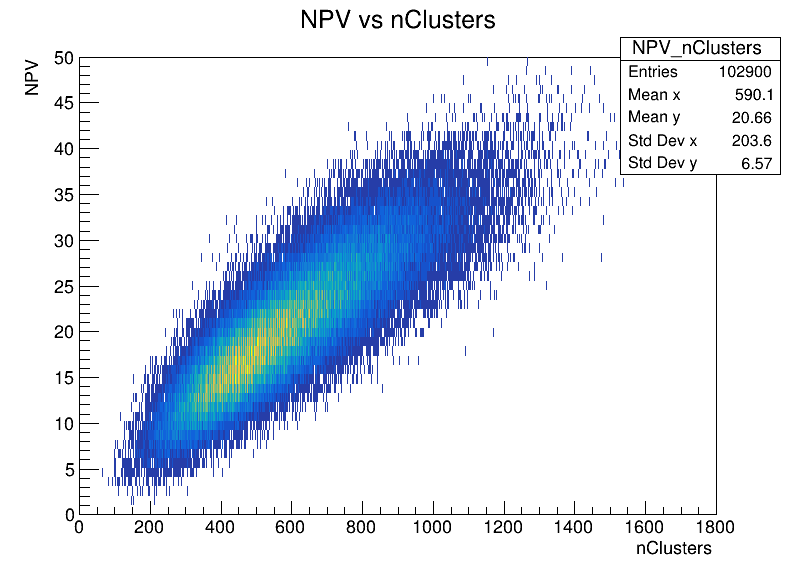 NPV vs nClusters
NPV_nClusters
Entries 102900
Mean x 590.1
Mean y 20.66
Std Dev x 203.6
Std Dev y 6.57
NPV
50
45
40
35
30
25
20
15
10
5
0
0 200 400 600 800 1000 1200 1400 1600 1800
nClusters